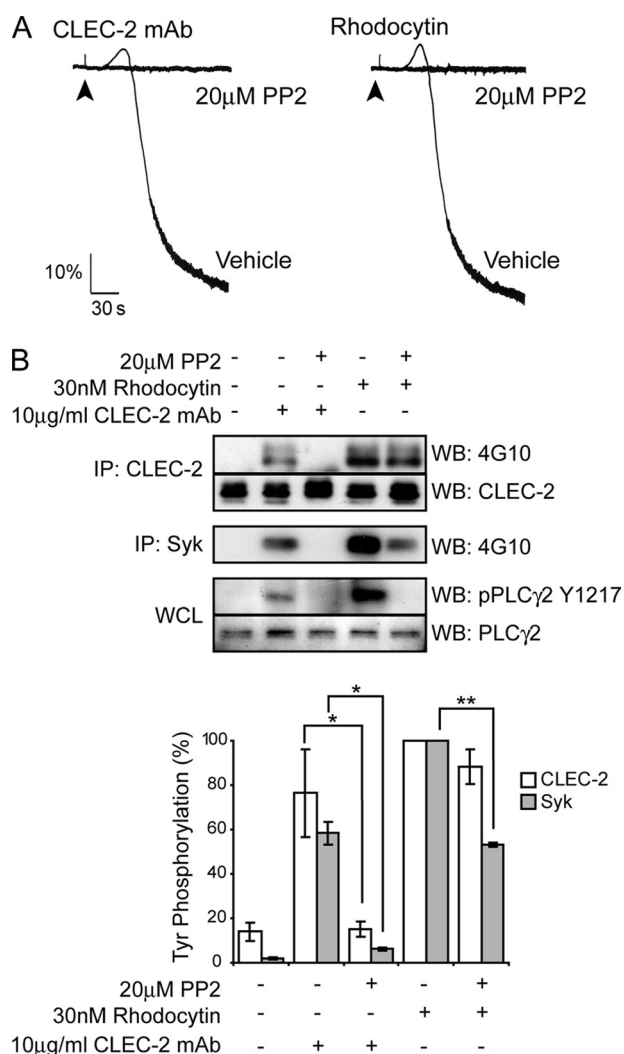 A
CLEC-2 mAb
Rhodocytin
20μM PP2
20μM PP2
Vehicle
Vehicle
10%
30 s
B
20μM PP2 - - + - +
30nM Rhodocytin - - - + +
10μg/ml CLEC-2 mAb - + + - -
IP: CLEC-2
WB: 4G10
WB: CLEC-2
IP: Syk
WB: 4G10
WCL
WB: pPLCγ2 Y1217
WB: PLCγ2
Tyr Phosphorylation (%)
100
80
60
40
20
0
*
*
**
CLEC-2
Syk
20μM PP2 - - + - +
30nM Rhodocytin - - - + +
10μg/ml CLEC-2 mAb - + + - -